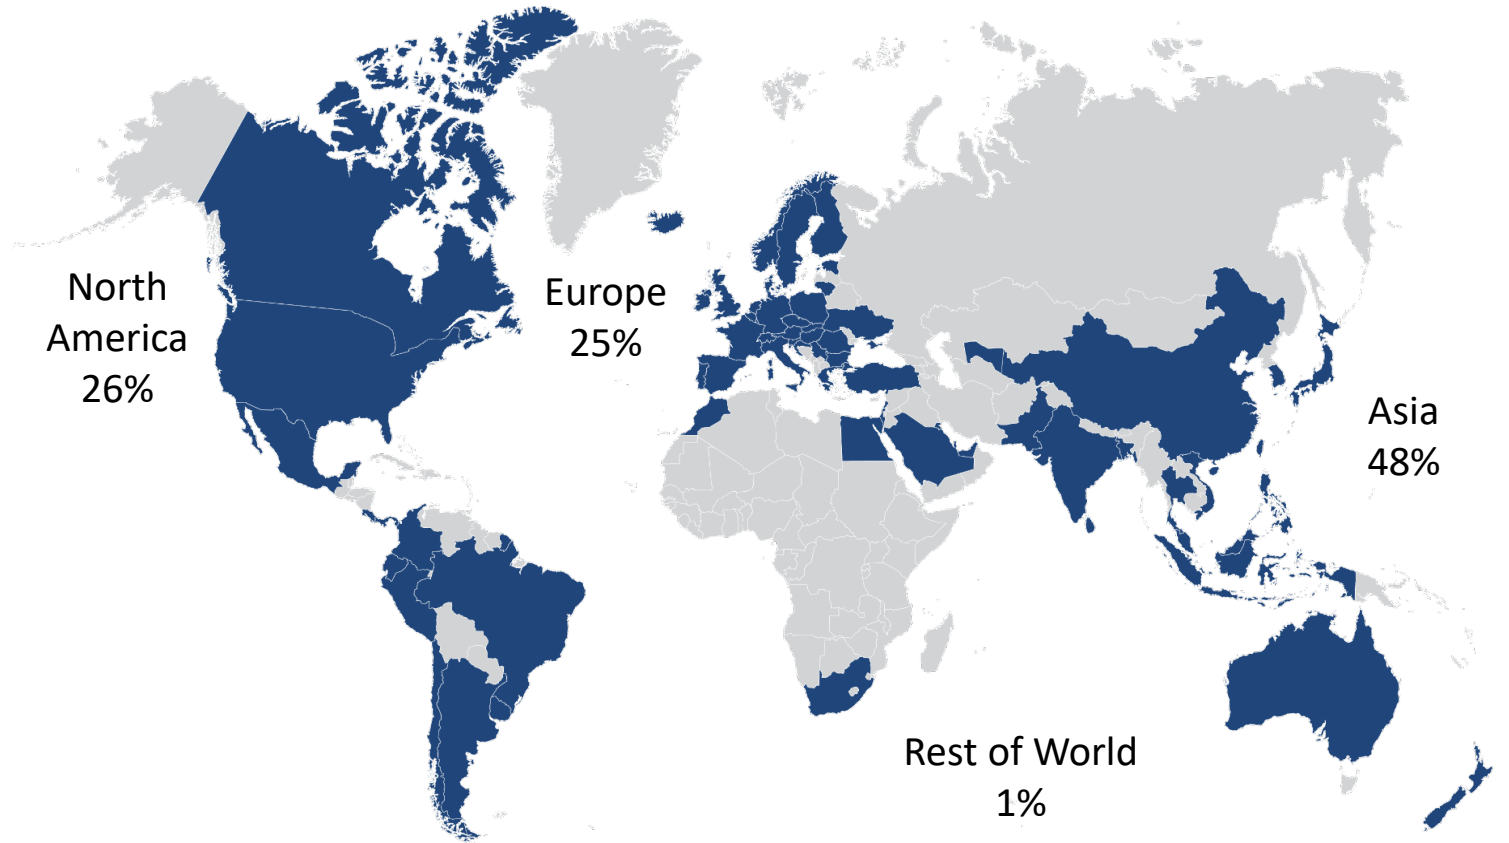 North
America
26%
Europe
25%
Asia
48%
Rest of World
1%